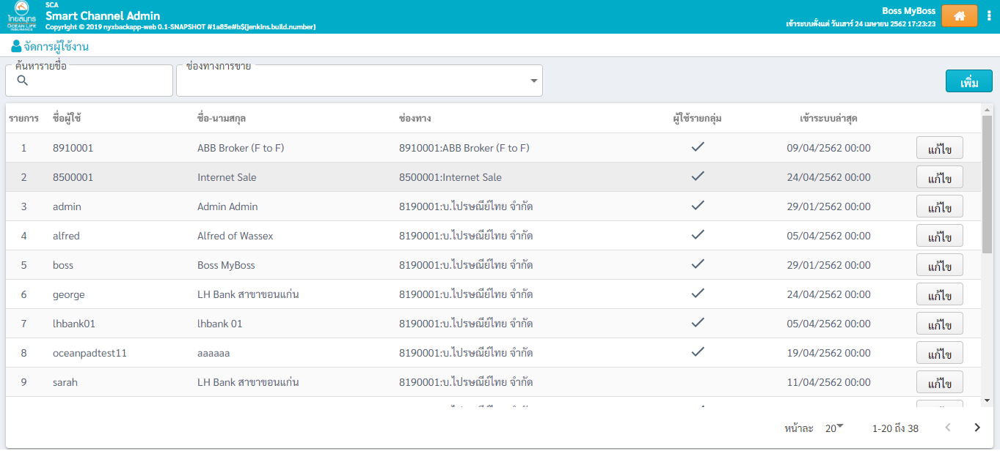 ไทยสมุทร
OCEAN LIFE
INSURANCE
SCA
Smart Channel Admin
Copyright © 2019 nyxbackapp-web 0.1-SNAPSHOT #1a85e#b${jenkins.build.number}
Boss MyBoss
เข้าระบบตั้งแต่ วันเสาร์ 24 เมษายน 2562 17:23:23
จัดการผู้ใช้งาน
ค้นหารายชื่อ
ช่องทางการขาย
เพิ่ม
รายการ ชื่อผู้ใช้ ชื่อ-นามสกุล ช่องทาง ผู้ใช้รายกลุ่ม เข้าระบบล่าสุด
1 8910001 ABB Broker (F to F) 8910001:ABB Broker (F to F) 09/04/2562 00:00 แก้ไข
2 8500001 Internet Sale 8500001:Internet Sale 24/04/2562 00:00 แก้ไข
3 admin Admin Admin 8190001:บ.ไปรษณีย์ไทย จำกัด 29/01/2562 00:00 แก้ไข
4 alfred Alfred of Wassex 8190001:บ.ไปรษณีย์ไทย จำกัด 05/04/2562 00:00 แก้ไข
5 boss Boss MyBoss 8190001:บ.ไปรษณีย์ไทย จำกัด 29/01/2562 00:00 แก้ไข
6 george LH Bank สาขาขอนแก่น 8190001:บ.ไปรษณีย์ไทย จำกัด 24/04/2562 00:00 แก้ไข
7 lhbank01 lhbank 01 8190001:บ.ไปรษณีย์ไทย จำกัด 05/04/2562 00:00 แก้ไข
8 oceanpadtest11 aaaaaa 8190001:บ.ไปรษณีย์ไทย จำกัด 19/04/2562 00:00 แก้ไข
9 sarah LH Bank สาขาขอนแก่น 8190001:บ.ไปรษณีย์ไทย จำกัด 11/04/2562 00:00 แก้ไข
หน้าละ 20 1-20 ถึง 38